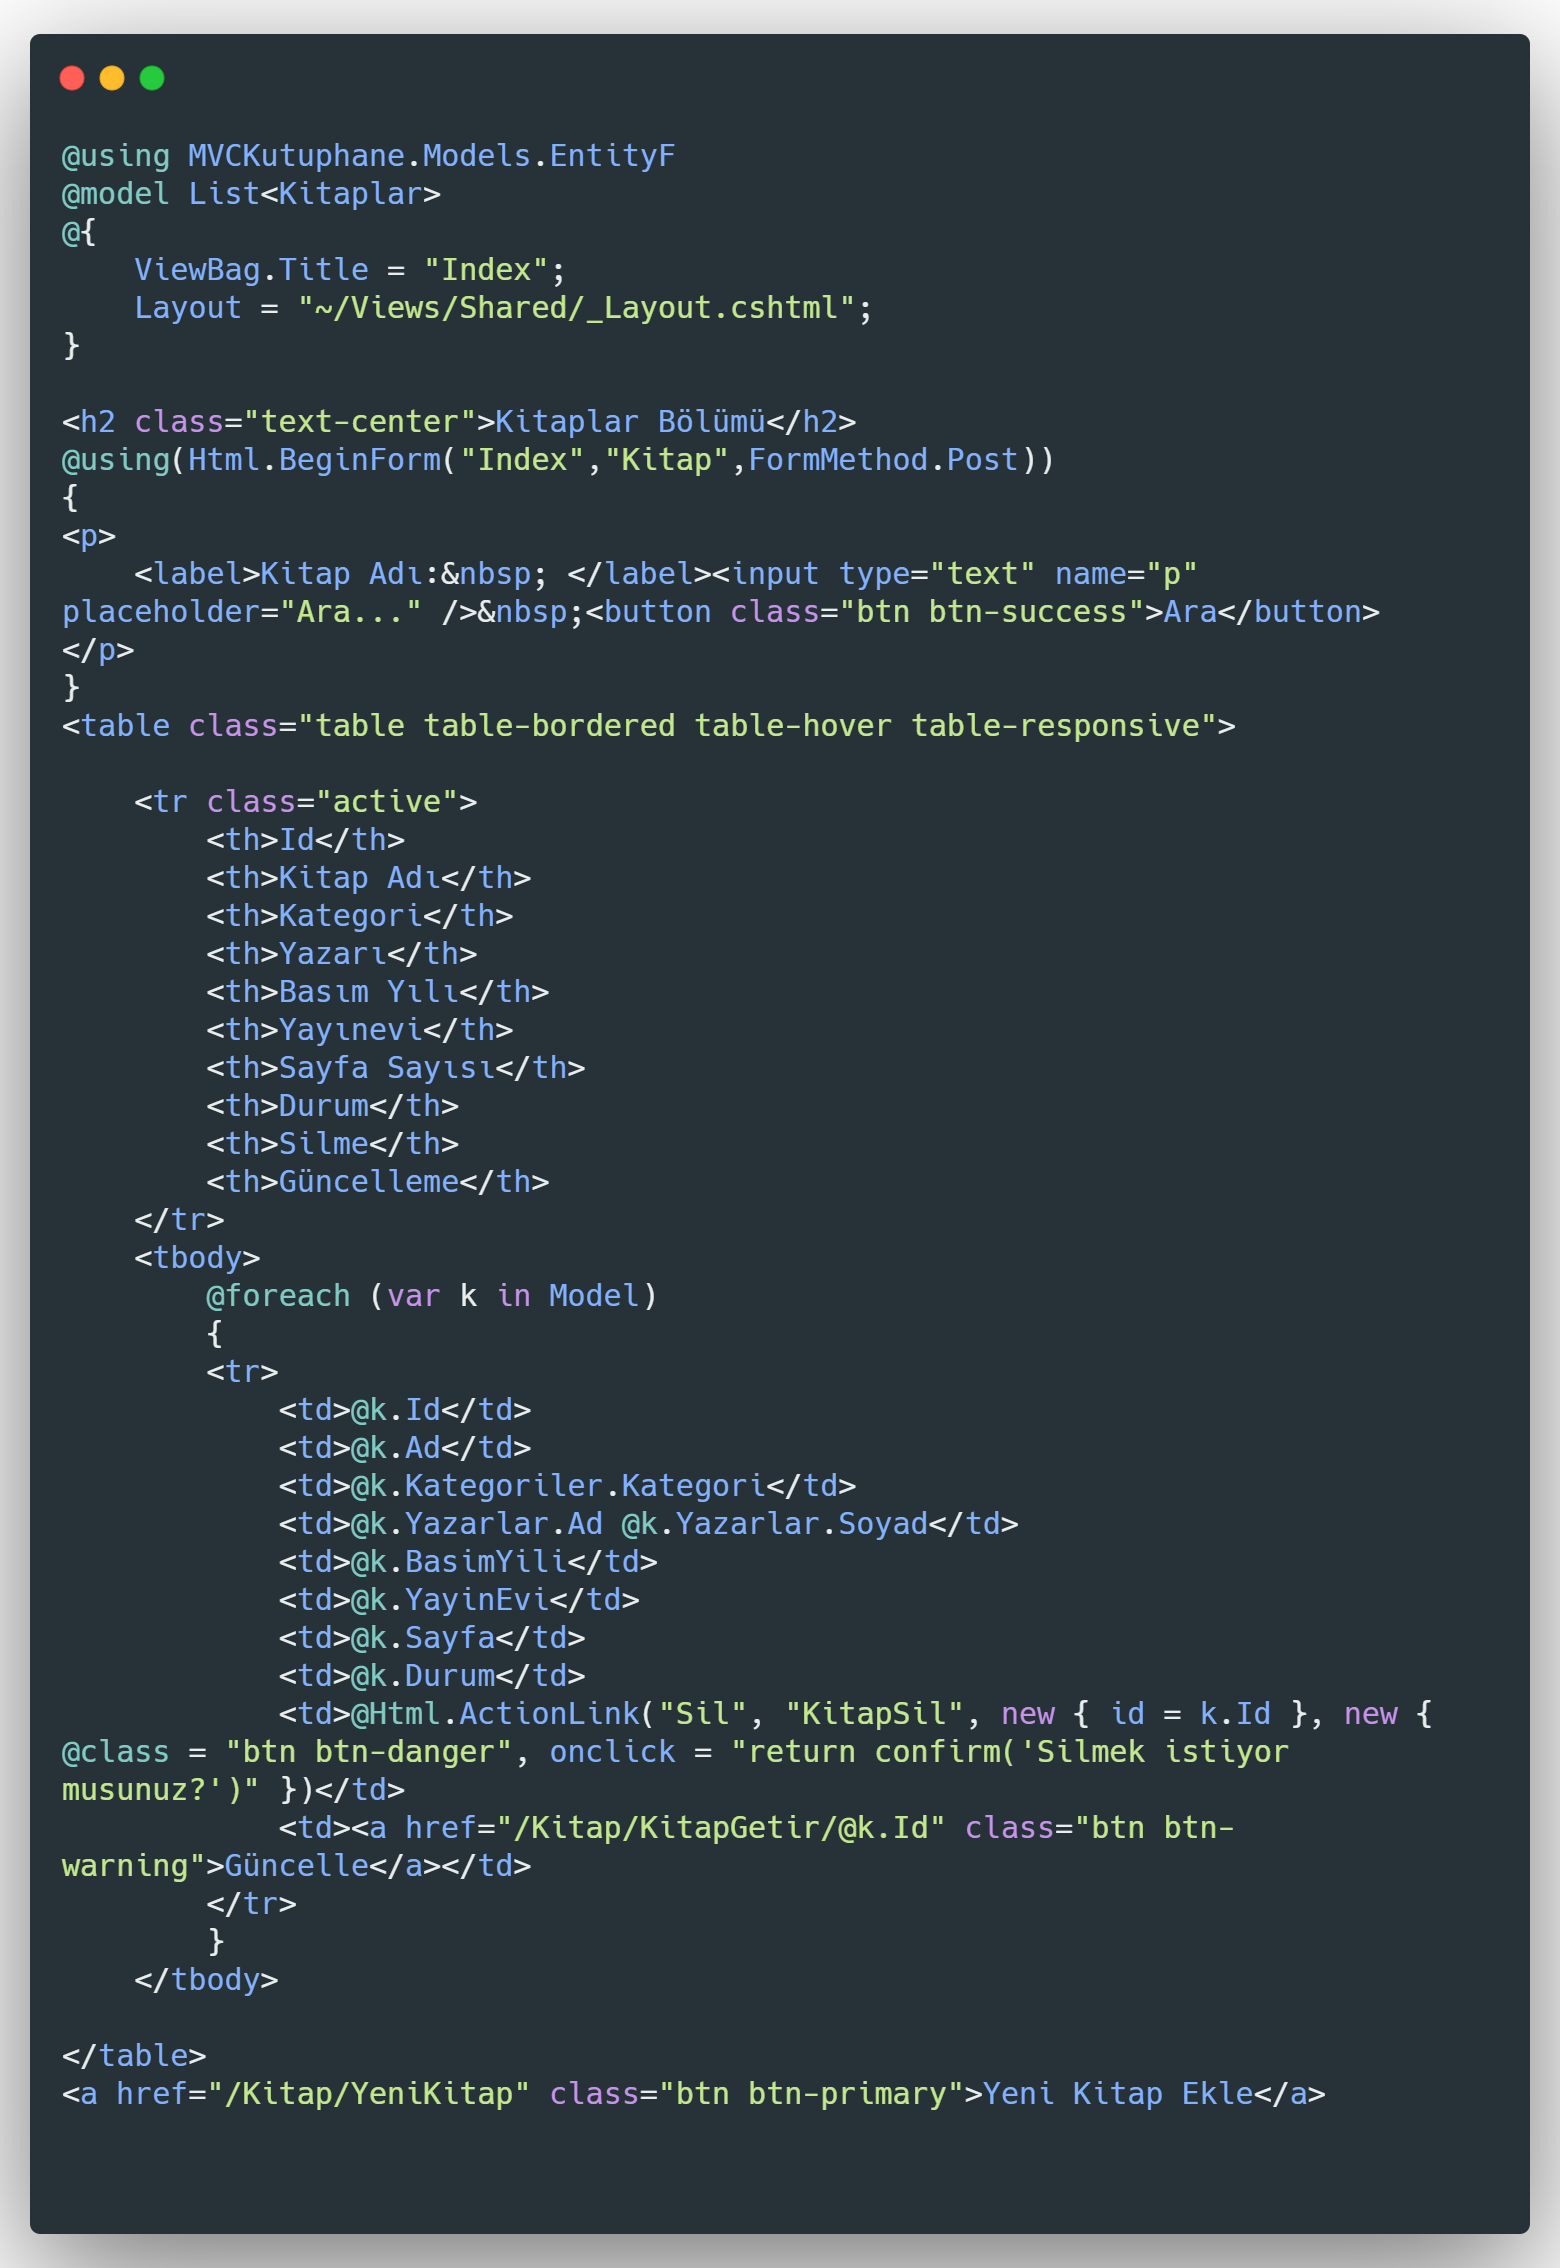 @using MVCKutuphane.Models.EntityF
@model List<Kitaplar>
@{
    ViewBag.Title = "Index";
    Layout = "~/Views/Shared/_Layout.cshtml";
}

<h2 class="text-center">Kitaplar Bölümü</h2>
@using(Html.BeginForm("Index","Kitap",FormMethod.Post))
{
<p>
    <label>Kitap Adı:&nbsp; </label><input type="text" name="p"
placeholder="Ara..." />&nbsp;<button class="btn btn-success">Ara</button>
</p>
}
<table class="table table-bordered table-hover table-responsive">

    <tr class="active">
        <th>Id</th>
        <th>Kitap Adı</th>
        <th>Kategori</th>
        <th>Yazarı</th>
        <th>Basım Yılı</th>
        <th>Yayınevi</th>
        <th>Sayfa Sayısı</th>
        <th>Durum</th>
        <th>Silme</th>
        <th>Güncelleme</th>
    </tr>
    <tbody>
        @foreach (var k in Model)
        {
        <tr>
            <td>@k.Id</td>
            <td>@k.Ad</td>
            <td>@k.Kategoriler.Kategori</td>
            <td>@k.Yazarlar.Ad @k.Yazarlar.Soyad</td>
            <td>@k.BasimYili</td>
            <td>@k.YayinEvi</td>
            <td>@k.Sayfa</td>
            <td>@k.Durum</td>
            <td>@Html.ActionLink("Sil", "KitapSil", new { id = k.Id }, new {
@class = "btn btn-danger", onclick = "return confirm('Silmek istiyor
musunuz?')" })</td>
            <td><a href="/Kitap/KitapGetir/@k.Id" class="btn btn-
warning">Güncelle</a></td>
        </tr>
        }
    </tbody>

</table>
<a href="/Kitap/YeniKitap" class="btn btn-primary">Yeni Kitap Ekle</a>